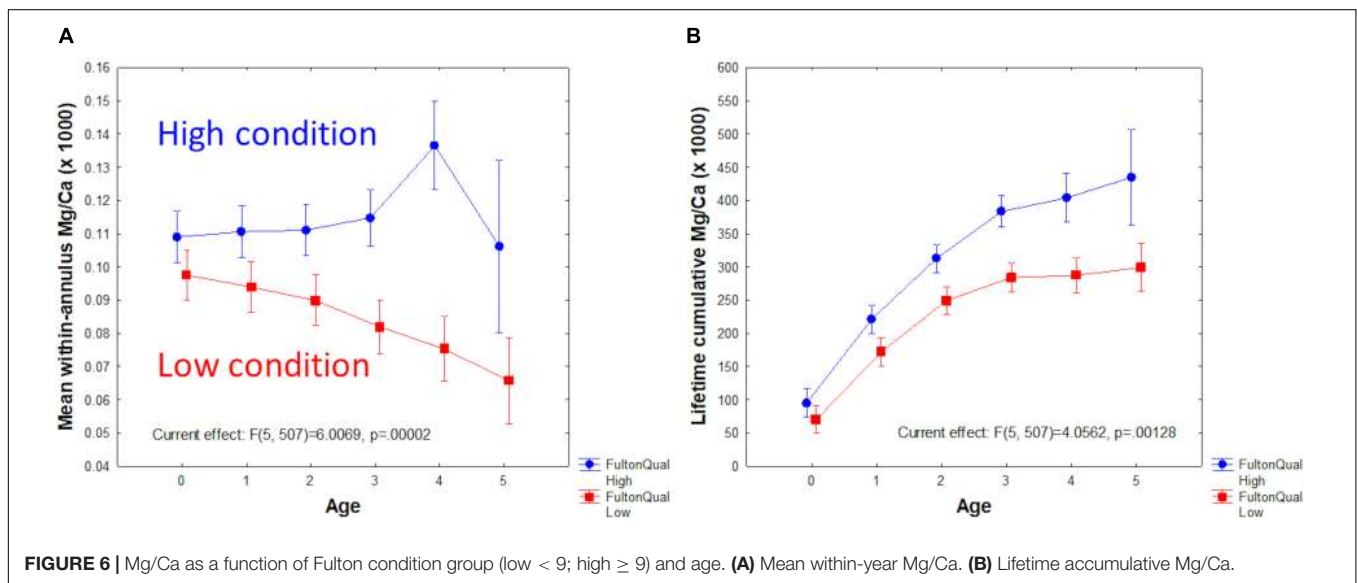 A
Mean within-annulus Mg/Ca (x 1000)
0.16
0.15
0.14
0.13
0.12
0.11
0.10
0.09
0.08
0.07
0.06
0.05
0.04
High condition
Low condition
Current effect: F(5, 507)=6.0069, p=.00002
0 1 2 3 4 5
Age
FultonQual
High
FultonQual
Low
B
Lifetime cumulative Mg/Ca (x 1000)
600
550
500
450
400
350
300
250
200
150
100
50
0
Current effect: F(5, 507)=4.0562, p=.00128
0 1 2 3 4 5
Age
FultonQual
High
FultonQual
Low
FIGURE 6 | Mg/Ca as a function of Fulton condition group (low < 9; high ≥ 9) and age. (A) Mean within-year Mg/Ca. (B) Lifetime accumulative Mg/Ca.